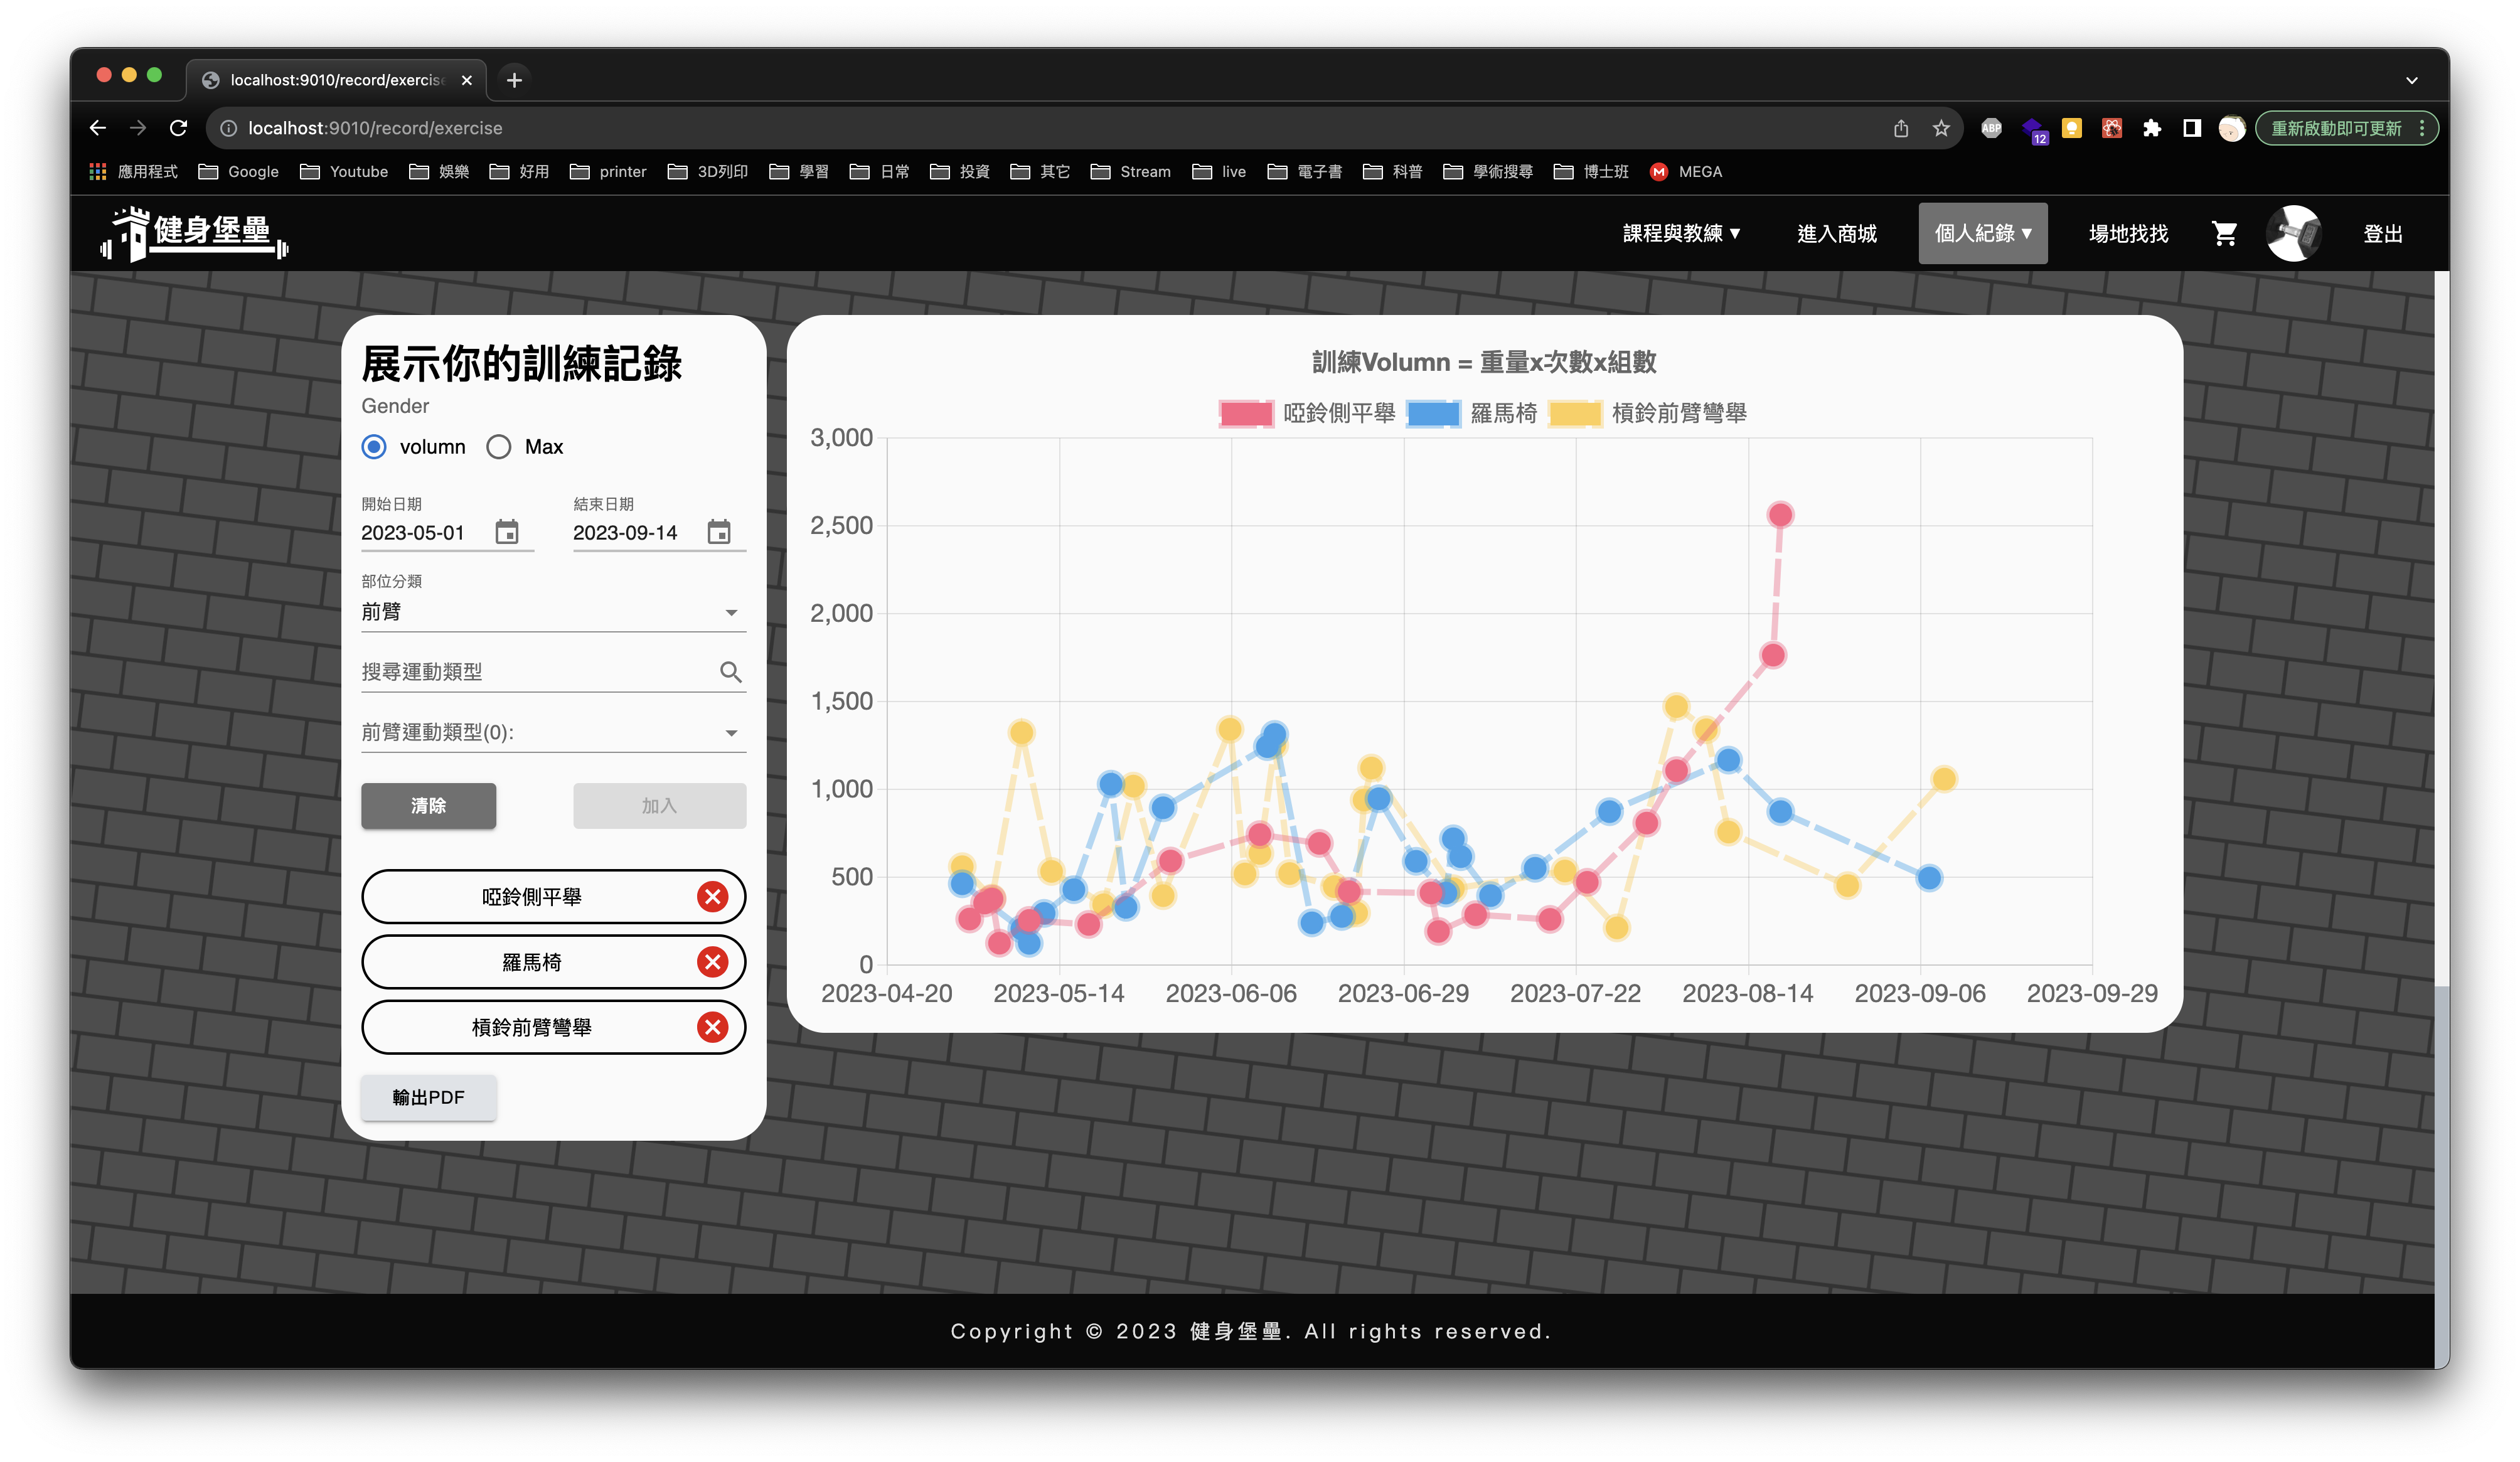 localhost:9010/record/exercise
localhost:9010/record/exercise
ABP
12
重新啟動即可更新
應用程式 Google Youtube 娛樂 好用 printer 3D列印 學習 日常 投資 其它 Stream live 電子書 科普 學術搜尋 博士班 MEGA
健身堡壘
課程與教練 ▼ 進入商城 個人紀錄 ▼ 場地找找 登出
展示你的訓練記錄
Gender
volumn Max
開始日期 結束日期
2023-05-01 2023-09-14
部位分類
前臂
搜尋運動類型
前臂運動類型(0):
清除 加入
啞鈴側平舉
羅馬椅
槓鈴前臂彎舉
輸出PDF
訓練Volumn = 重量x次數x組數
啞鈴側平舉 羅馬椅 槓鈴前臂彎舉
3,000
2,500
2,000
1,500
1,000
500
0
2023-04-20 2023-05-14 2023-06-06 2023-06-29 2023-07-22 2023-08-14 2023-09-06 2023-09-29
Copyright © 2023 健身堡壘. All rights reserved.